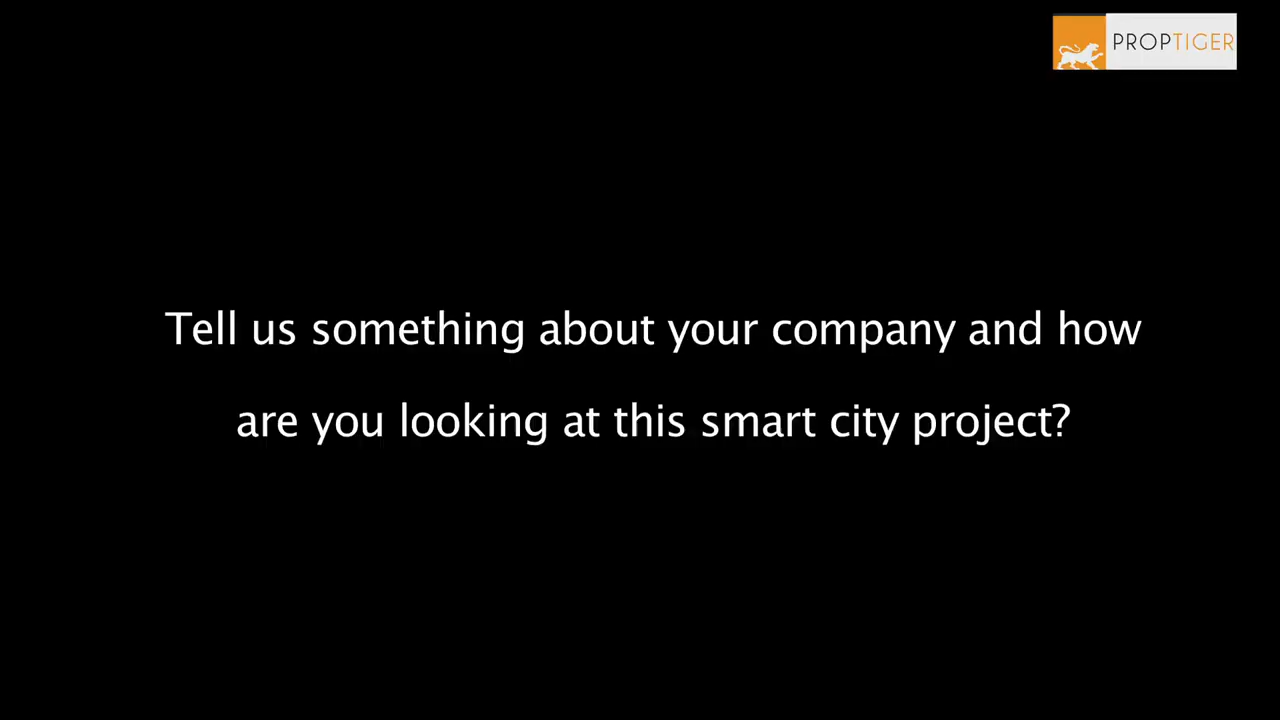 PROPTIGER
Tell us something about your company and how
are you looking at this smart city project?